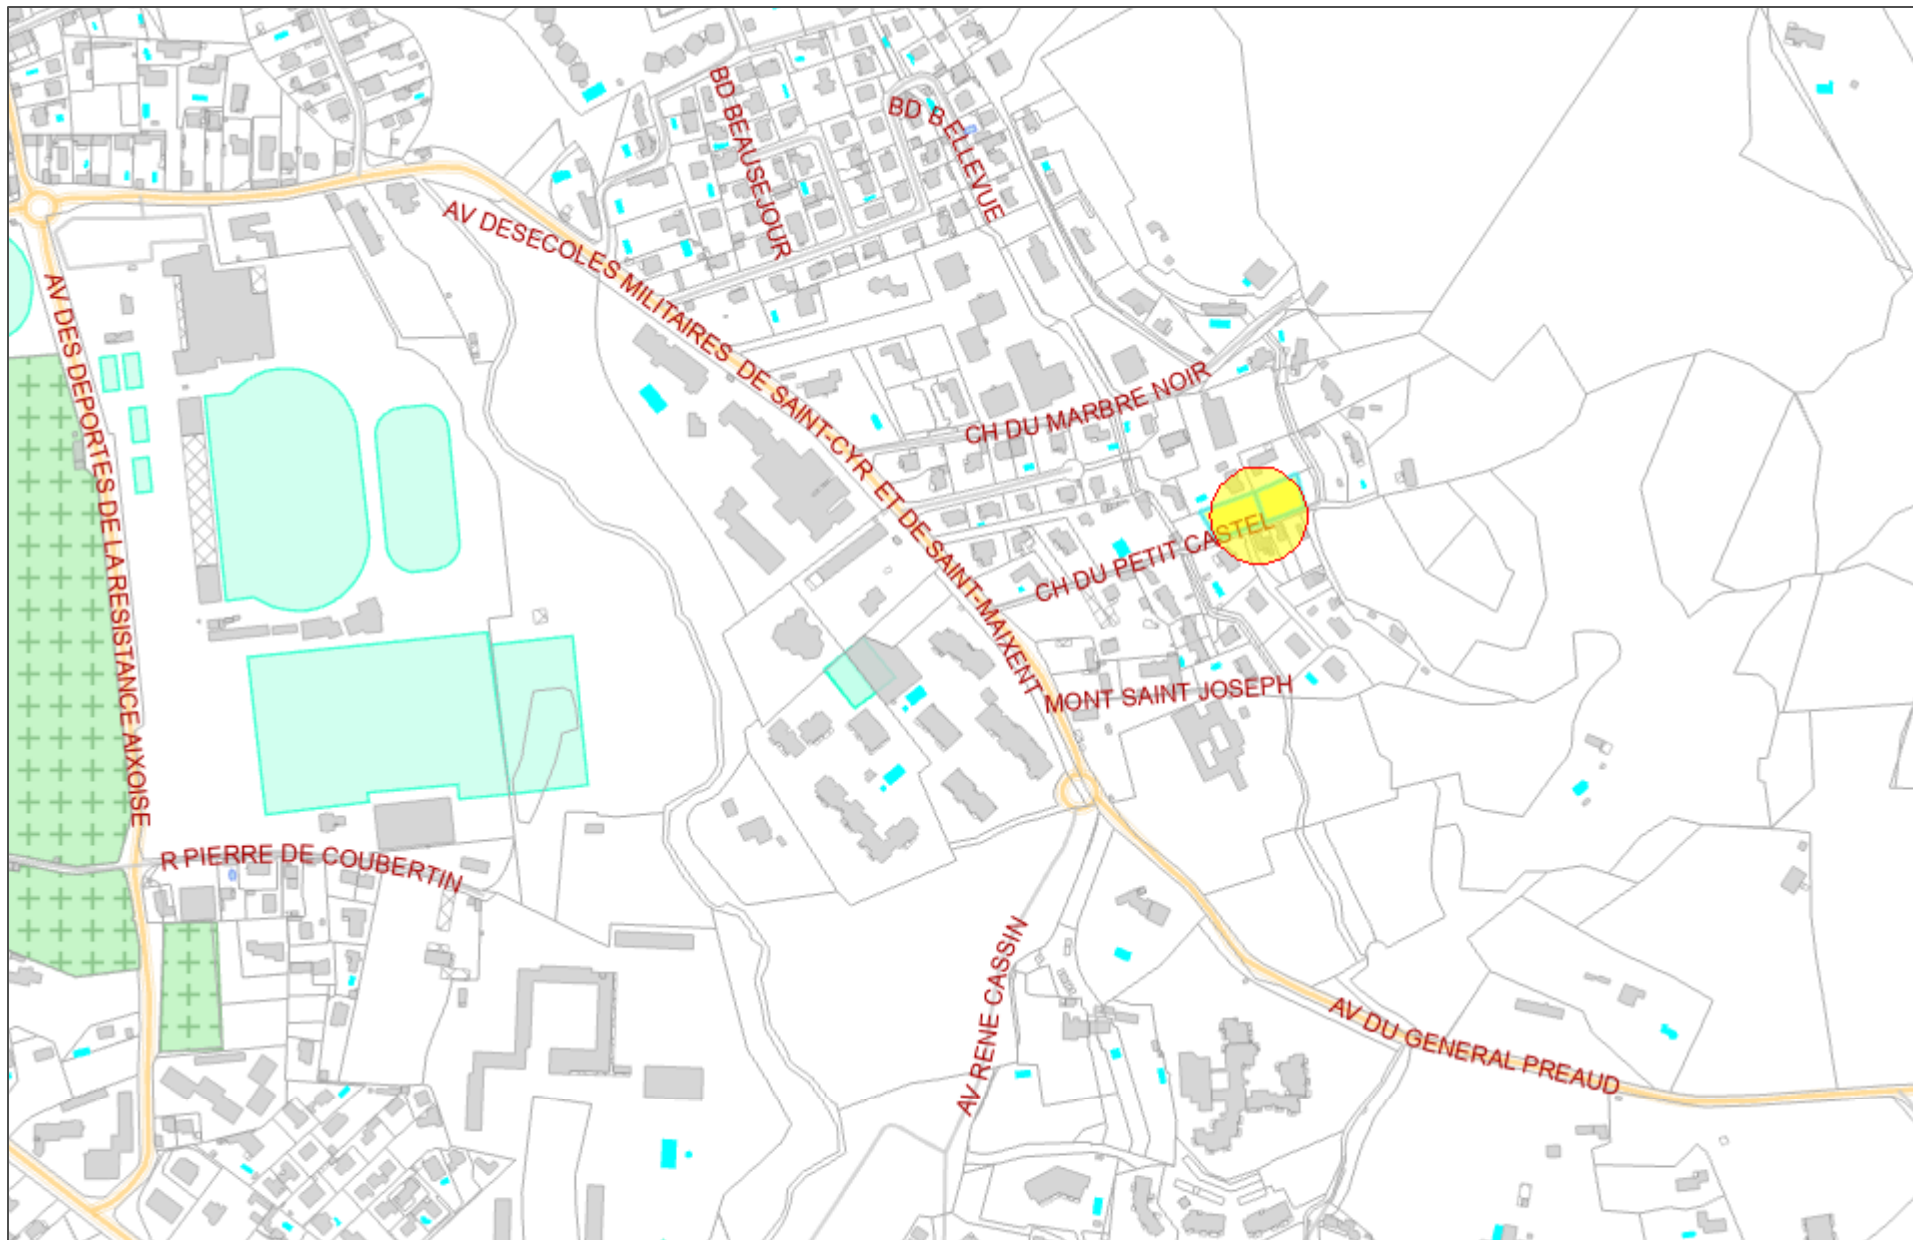 BD BEAUSEJOUR
BD B ELLEVUE
AV DESECOLES MILITAIRES DE SAINT-CYR ET DE SAINT-MAIXENT
AV DES DEPORTES DE LA RESISTANCE AIXOISE
CH DU MARBRE NOIR
CH DU PETIT CASTEL
MONT SAINT JOSEPH
R PIERRE DE COUBERTIN
AV RENE CASSIN
AV DU GENERAL PREAUD